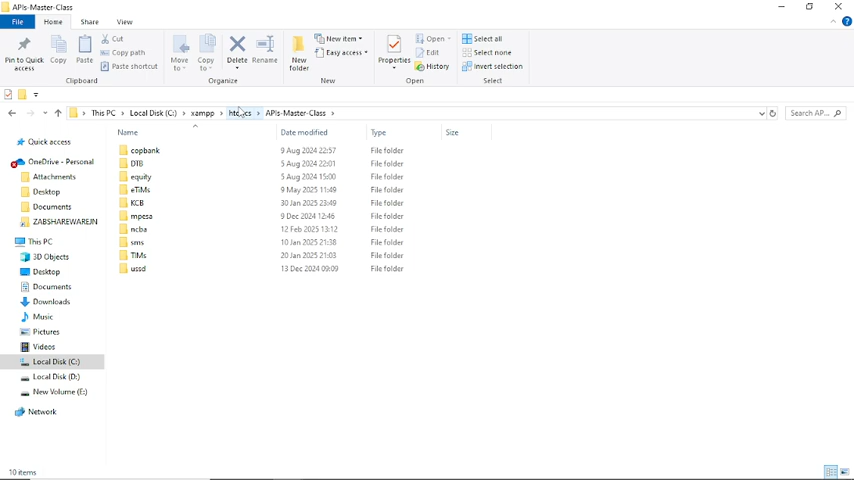 APIs-Master-Class
File Home Share View
Pin to Quick access
Copy
Paste
Cut
Copy path
Paste shortcut
Clipboard
Move to
Copy to
Delete
Rename
Organize
New folder
New item
Easy access
New
Properties
Open
Edit
History
Open
Select all
Select none
Invert selection
Select
This PC > Local Disk (C:) > xampp > > APIs-Master-Class >
Search AP...
Name Date modified Type Size
copbank 9 Aug 2024 22:57 File folder
DTB 5 Aug 2024 22:01 File folder
equity 5 Aug 2024 15:00 File folder
eTiMs 9 May 2025 11:49 File folder
KCB 30 Jan 2025 23:49 File folder
mpesa 9 Dec 2024 12:46 File folder
ncba 12 Feb 2025 13:12 File folder
sms 10 Jan 2025 21:38 File folder
TIMs 20 Jan 2025 21:03 File folder
ussd 13 Dec 2024 09:09 File folder
Quick access
OneDrive - Personal
Attachments
Desktop
Documents
ZABSHAREWAREJN
This PC
3D Objects
Desktop
Documents
Downloads
Music
Pictures
Videos
Local Disk (C:)
Local Disk (D:)
New Volume (E:)
Network
10 items